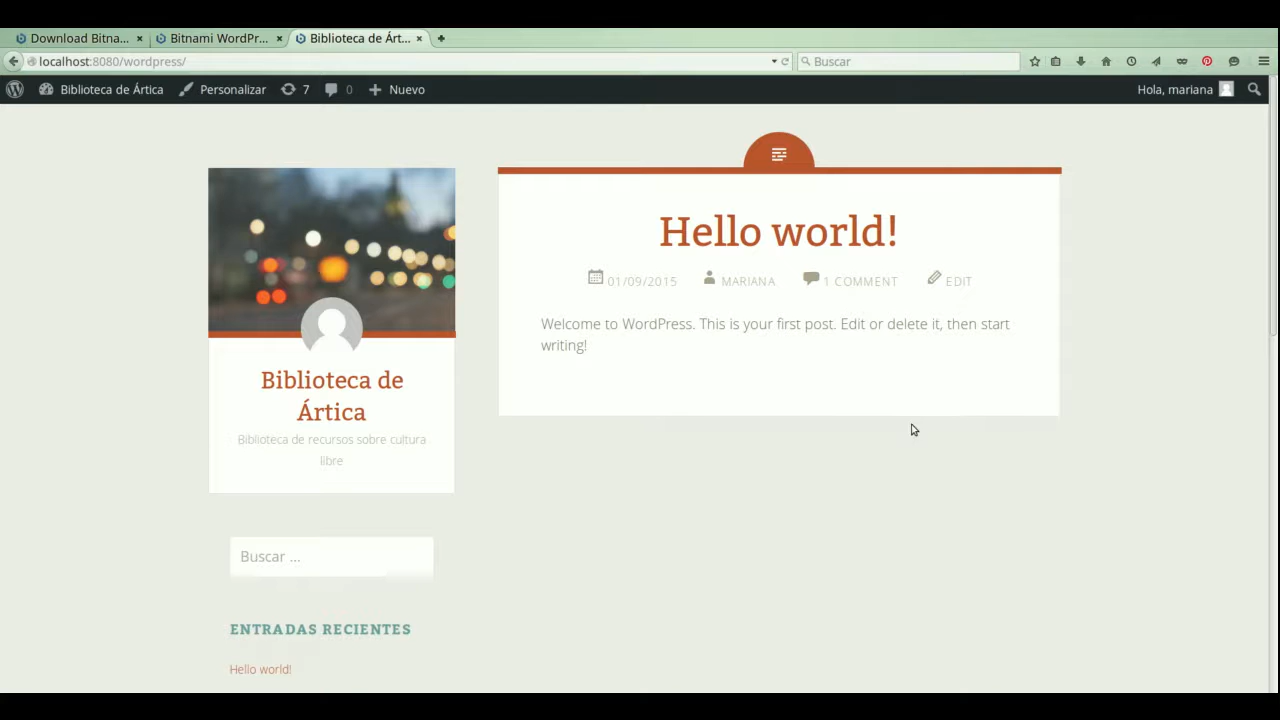 Download Bitna...
Bitnami WordPr...
Biblioteca de Árt...
localhost:8080/wordpress/
Buscar
Biblioteca de Ártica
Personalizar
7
0
Nuevo
Hola, mariana
Hello world!
01/09/2015
MARIANA
1 COMMENT
EDIT
Welcome to WordPress. This is your first post. Edit or delete it, then start
writing!
Biblioteca de
Ártica
Biblioteca de recursos sobre cultura
libre
Buscar ...
ENTRADAS RECIENTES
Hello world!